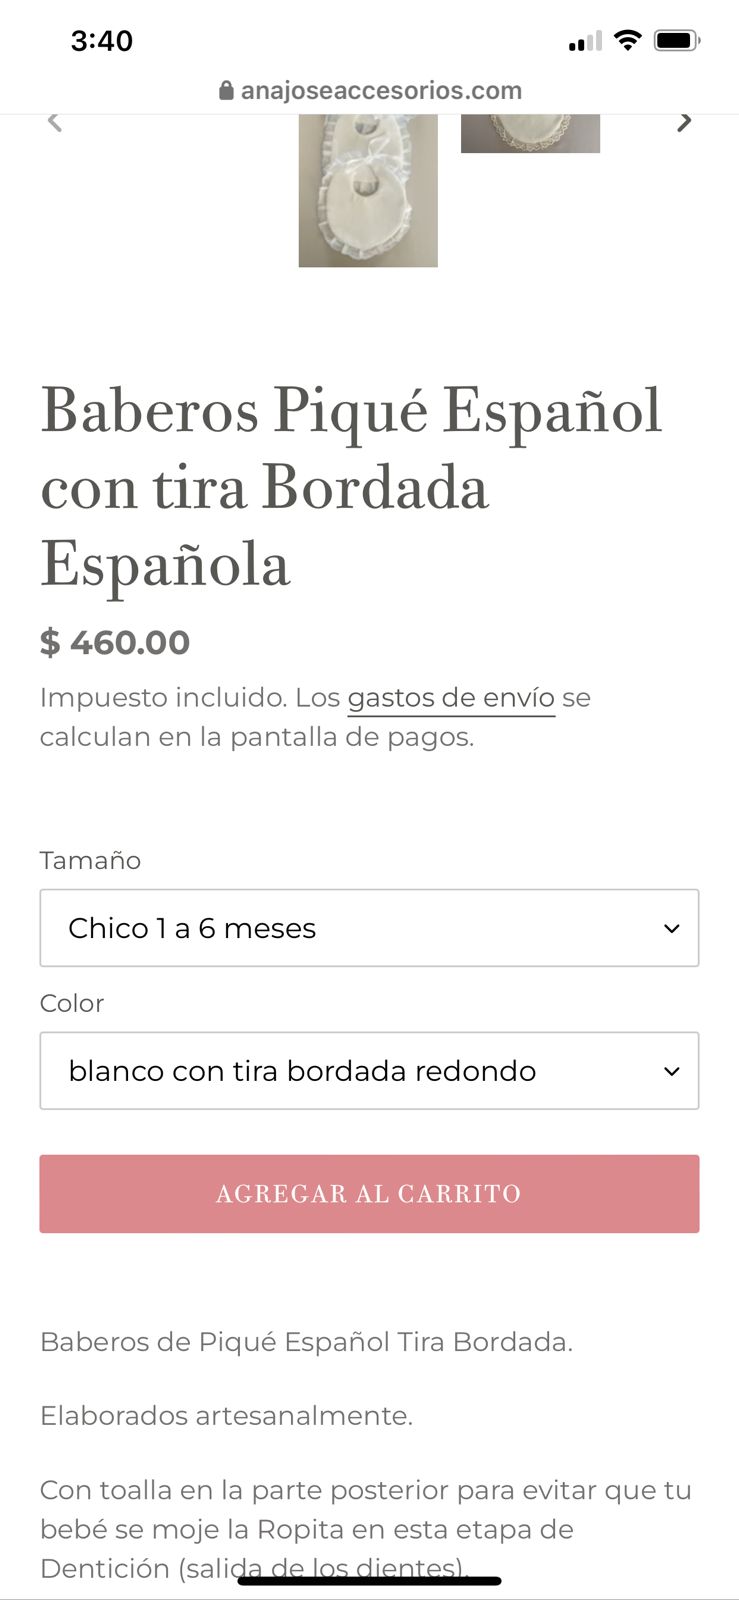 3:40
anajoseaccesorios.com
Baberos Piqué Español
con tira Bordada
Española
$ 460.00
Impuesto incluido. Los gastos de envío se
calculan en la pantalla de pagos.
Tamaño
Chico 1 a 6 meses
Color
blanco con tira bordada redondo
AGREGAR AL CARRITO
Baberos de Piqué Español Tira Bordada.
Elaborados artesanalmente.
Con toalla en la parte posterior para evitar que tu
bebé se moje la Ropita en esta etapa de
Dentición (salida de los dientes).